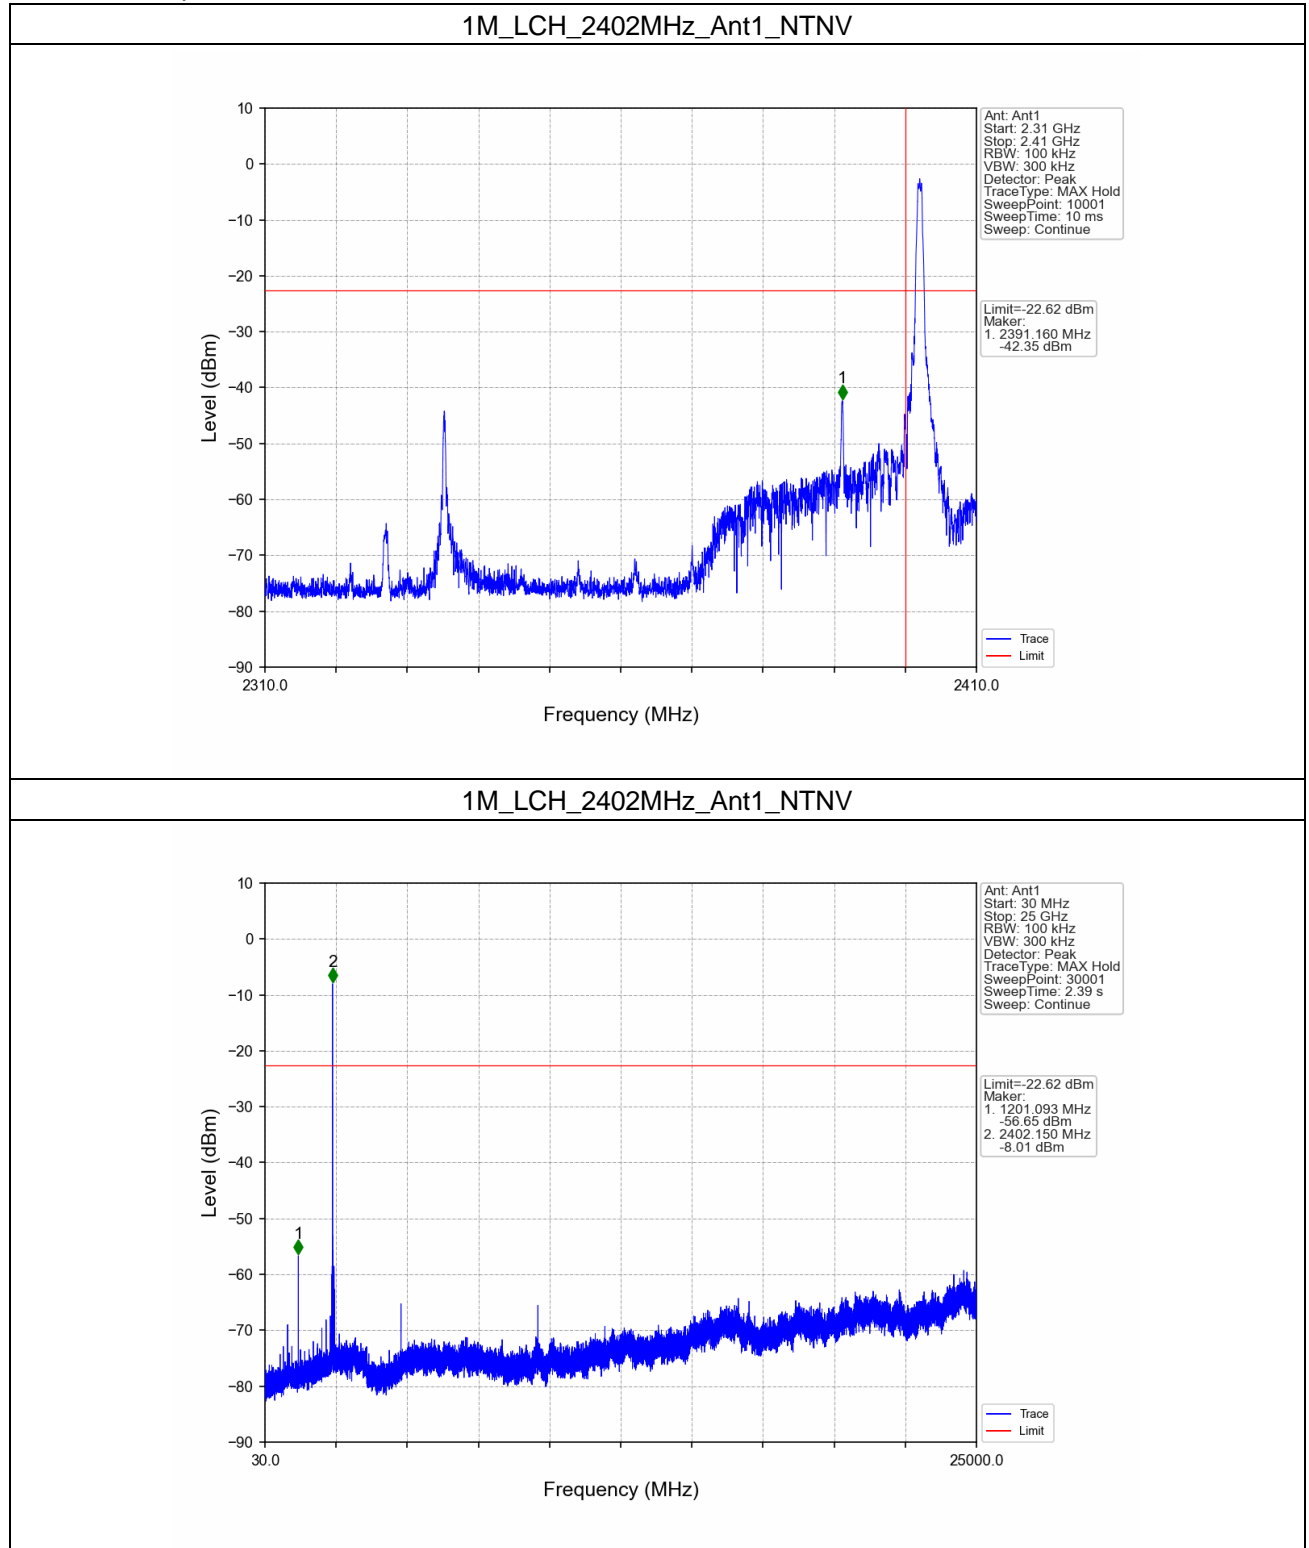 1M_LCH_2402MHz_Ant1_NTNV
10
0
−10
−20
−30
−40
−50
−60
−70
−80
−90
Level (dBm)
1
2310.0
2410.0
Frequency (MHz)
Ant: Ant1
Start: 2.31 GHz
Stop: 2.41 GHz
RBW: 100 kHz
VBW: 300 kHz
Detector: Peak
TraceType: MAX Hold
SweepPoint: 10001
SweepTime: 10 ms
Sweep: Continue
Limit=-22.62 dBm
Maker:
1. 2391.160 MHz
-42.35 dBm
Trace
Limit
1M_LCH_2402MHz_Ant1_NTNV
10
0
−10
−20
−30
−40
−50
−60
−70
−80
−90
Level (dBm)
1
2
30.0
25000.0
Frequency (MHz)
Ant: Ant1
Start: 30 MHz
Stop: 25 GHz
RBW: 100 kHz
VBW: 300 kHz
Detector: Peak
TraceType: MAX Hold
SweepPoint: 30001
SweepTime: 2.39 s
Sweep: Continue
Limit=-22.62 dBm
Maker:
1. 1201.093 MHz
-56.65 dBm
2. 2402.150 MHz
-8.01 dBm
Trace
Limit